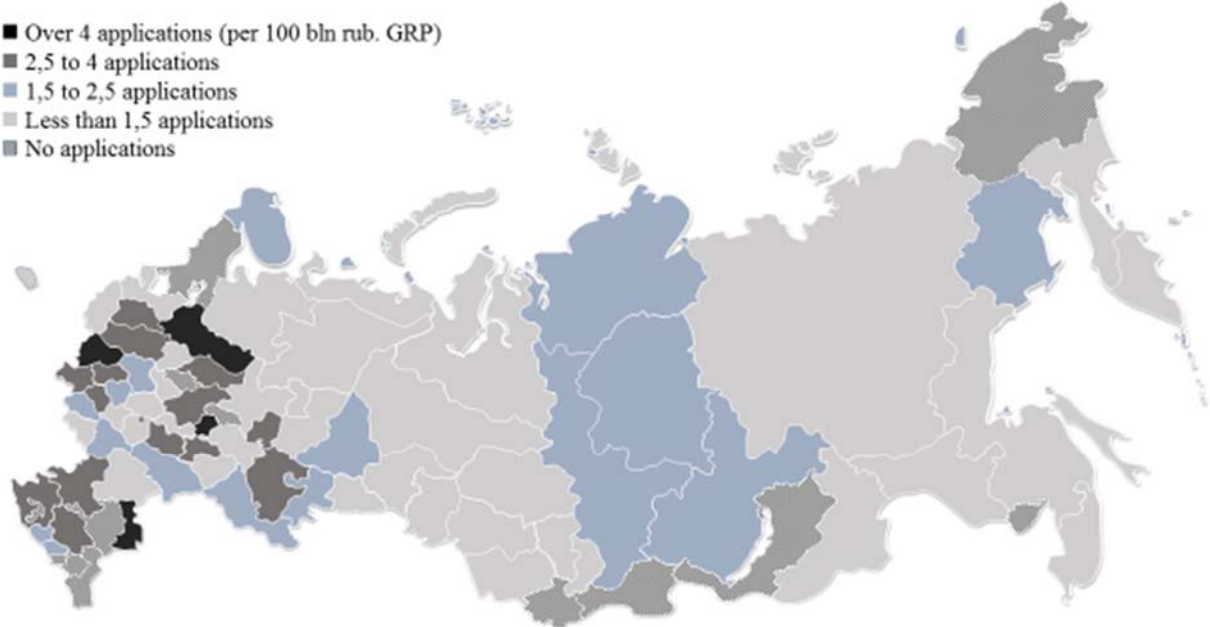 Over 4 applications (per 100 bln rub. GRP)
2,5 to 4 applications
1,5 to 2,5 applications
Less than 1,5 applications
No applications